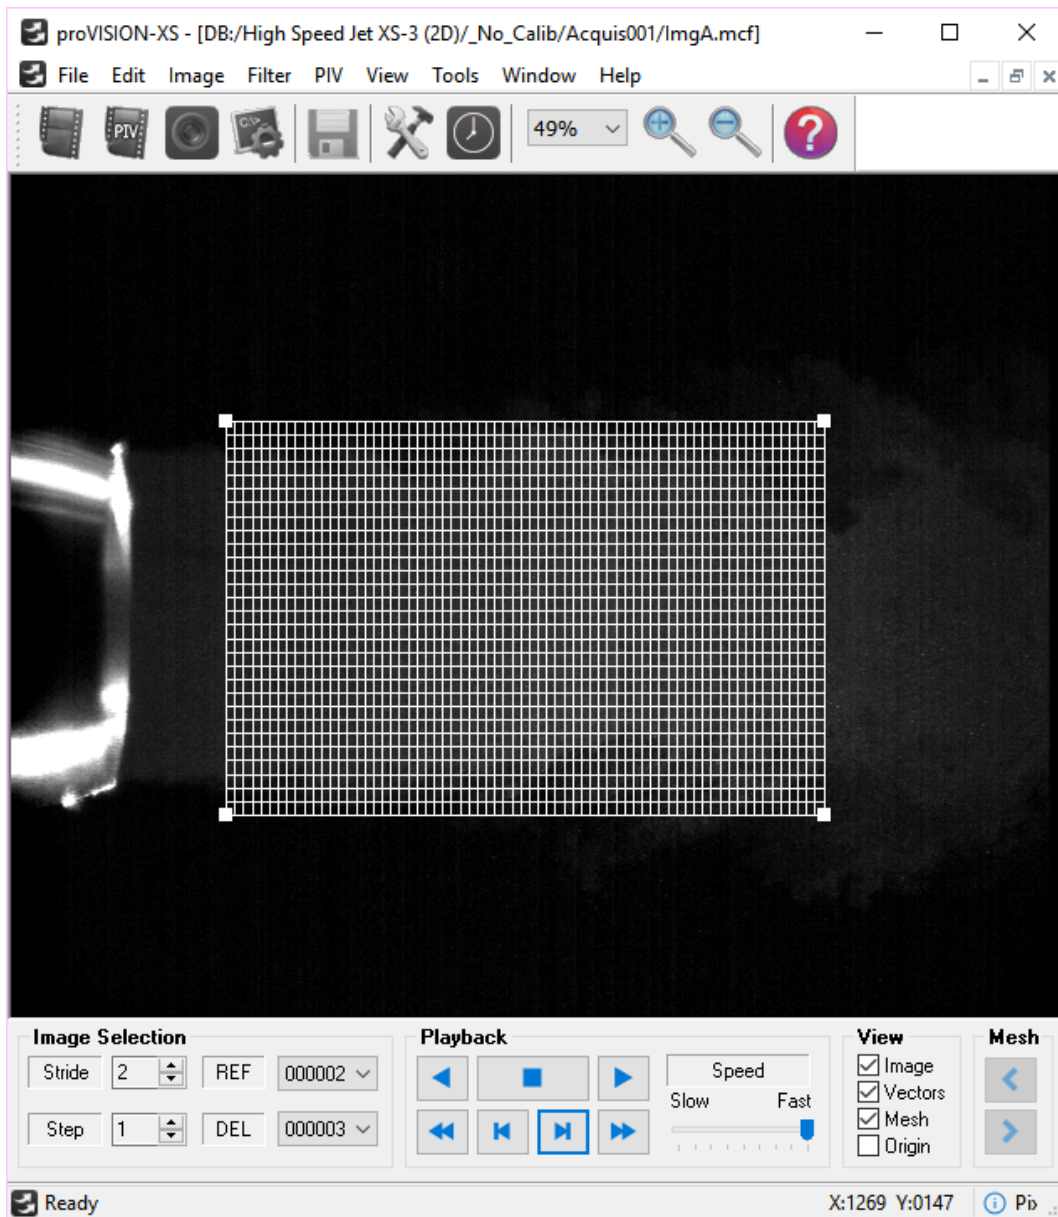 proVISION-XS - [DB:/High Speed Jet XS-3 (2D)/_No_Calib/Acquis001/ImgA.mcf]
File Edit Image Filter PIV View Tools Window Help
PIV C:\> 49% ?
Image Selection
Stride 2 REF 000002
Step 1 DEL 000003
Playback
Speed
Slow Fast
View
Image
Vectors
Mesh
Origin
Mesh
Ready X:1269 Y:0147 Pix